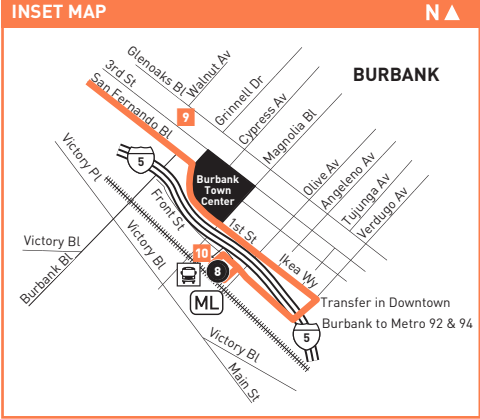 INSET MAP
N
BURBANK
Glenoaks Bl
Walnut Av
3rd St
San Fernando Bl
Grinnell Dr
Cypress Av
Magnolia Bl
9
5
Burbank
Town
Center
Victory Pl
Front St
Olive Av
Angeleno Av
Tujunga Av
Verdugo Av
1st St
Ikea Wy
Victory Bl
Burbank Bl
Victory Bl
10
8
ML
Transfer in Downtown
Burbank to Metro 92 & 94
5
Victory Bl
Main St